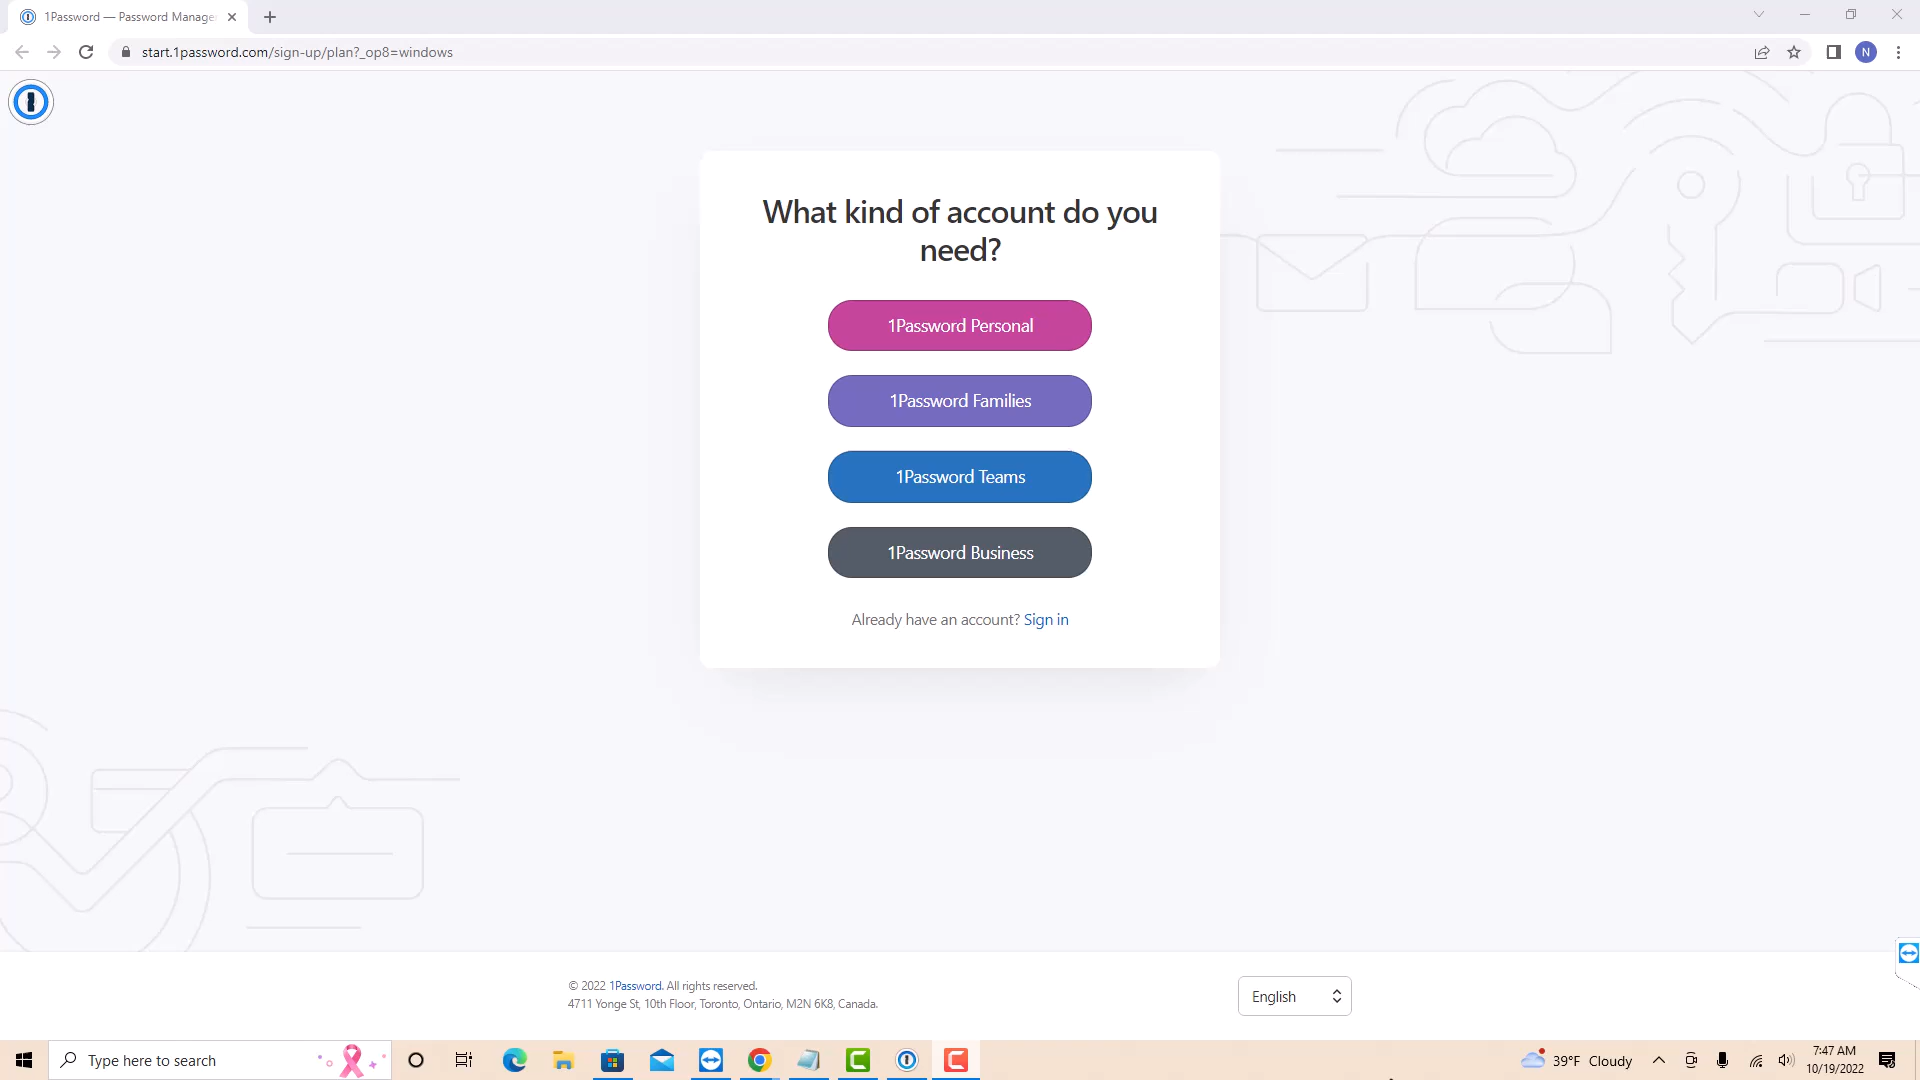 1Password — Password Manage
start.1password.com/sign-up/plan?_op8=windows
N
What kind of account do you
need?
1Password Personal
1Password Families
1Password Teams
1Password Business
Already have an account? Sign in
© 2022 1Password. All rights reserved.
4711 Yonge St, 10th Floor, Toronto, Ontario, M2N 6K8, Canada.
English
Type here to search
39°F Cloudy
7:47 AM
10/19/2022